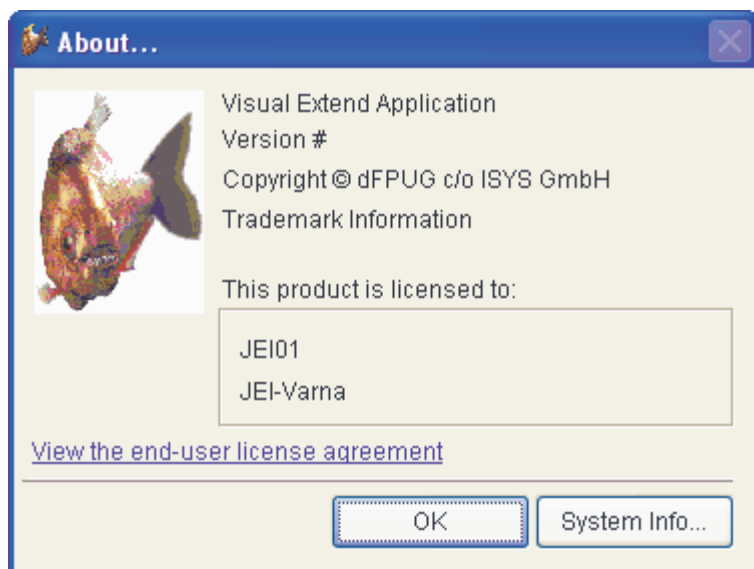 About...
Visual Extend Application
Version #
Copyright © dFPUG c/o ISYS GmbH
Trademark Information
This product is licensed to:
JEI01
JEI-Varna
View the end-user license agreement
OK
System Info...